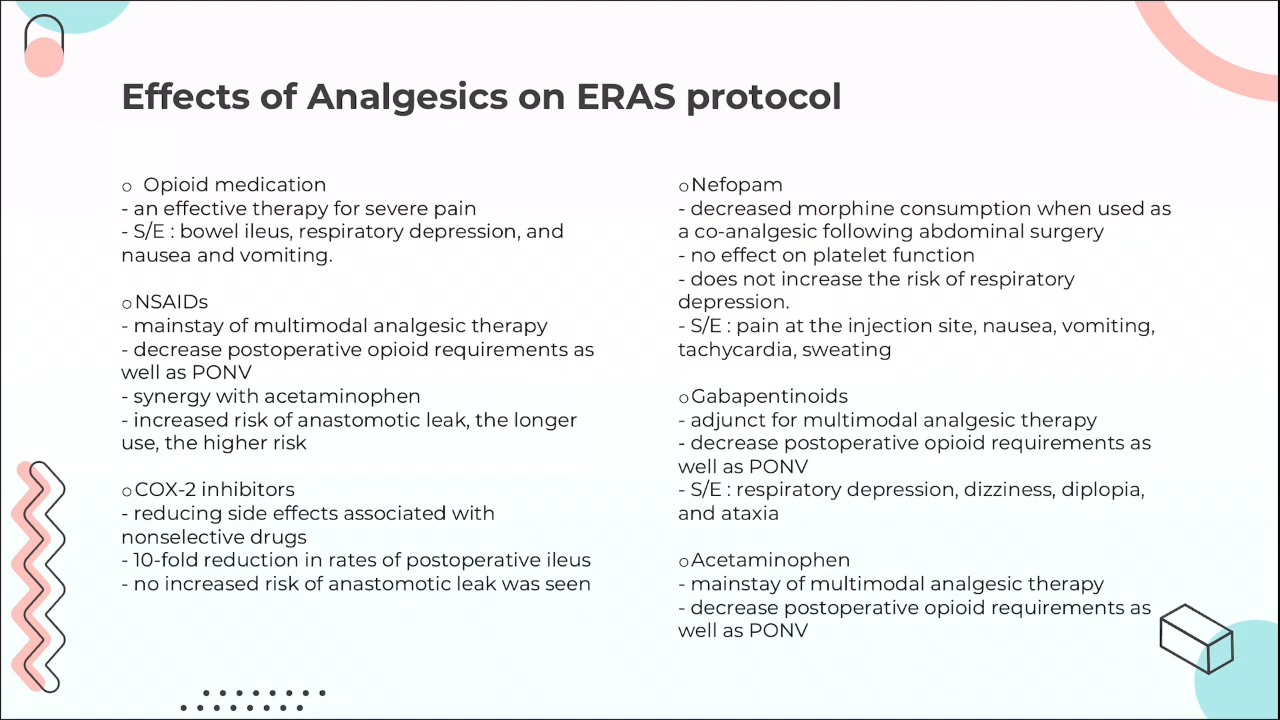 Effects of Analgesics on ERAS protocol
○ Opioid medication
- an effective therapy for severe pain
- S/E : bowel ileus, respiratory depression, and
nausea and vomiting.
○NSAIDs
- mainstay of multimodal analgesic therapy
- decrease postoperative opioid requirements as
well as PONV
- synergy with acetaminophen
- increased risk of anastomotic leak, the longer
use, the higher risk
○COX-2 inhibitors
- reducing side effects associated with
nonselective drugs
- 10-fold reduction in rates of postoperative ileus
- no increased risk of anastomotic leak was seen
○Nefopam
- decreased morphine consumption when used as
a co-analgesic following abdominal surgery
- no effect on platelet function
- does not increase the risk of respiratory
depression.
- S/E : pain at the injection site, nausea, vomiting,
tachycardia, sweating
○Gabapentinoids
- adjunct for multimodal analgesic therapy
- decrease postoperative opioid requirements as
well as PONV
- S/E : respiratory depression, dizziness, diplopia,
and ataxia
○Acetaminophen
- mainstay of multimodal analgesic therapy
- decrease postoperative opioid requirements as
well as PONV